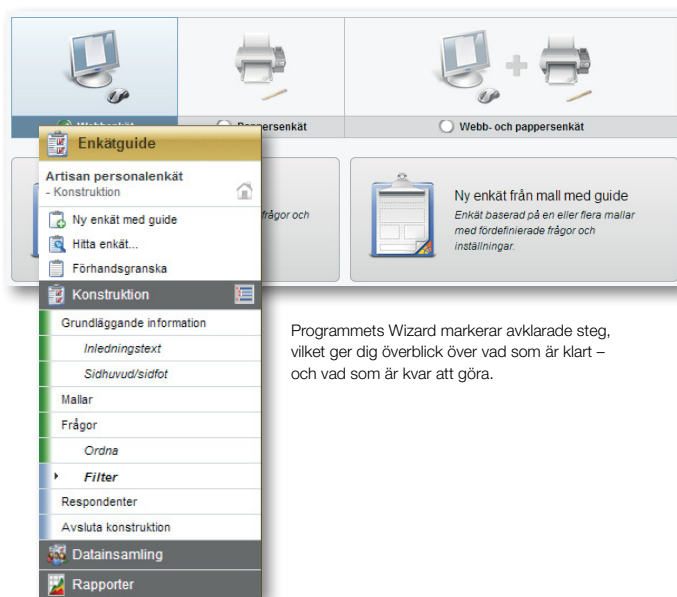 Pappersenkät
Webb- och pappersenkät
Enkätguide
Artisan personalenkät
- Konstruktion
Ny enkät med guide
Hitta enkät...
Förhandsgranska
Konstruktion
Grundläggande information
Inledningstext
Sidhuvud/sidfot
Mallar
Frågor
Ordna
Filter
Respondenter
Avsluta konstruktion
Datainsamling
Rapporter
frågor och
Ny enkät från mall med guide
Enkät baserad på en eller flera mallar
med fördefinierade frågor och
inställningar.
Programmets Wizard markerar avklarade steg,
vilket ger dig överblick över vad som är klart –
och vad som är kvar att göra.